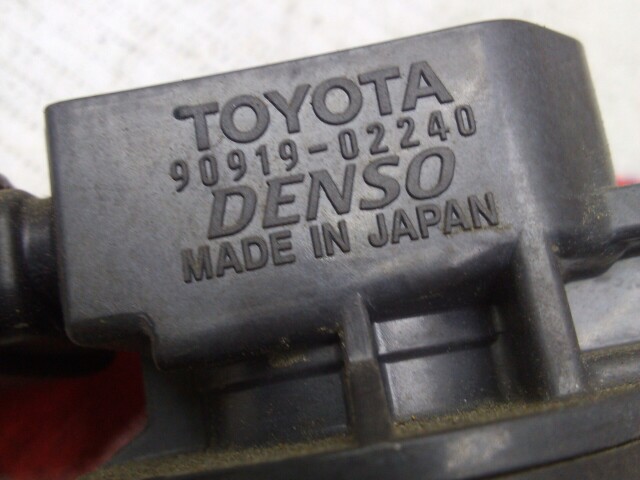 TOYOTA
90919-02240
DENSO
MADE IN JAPAN